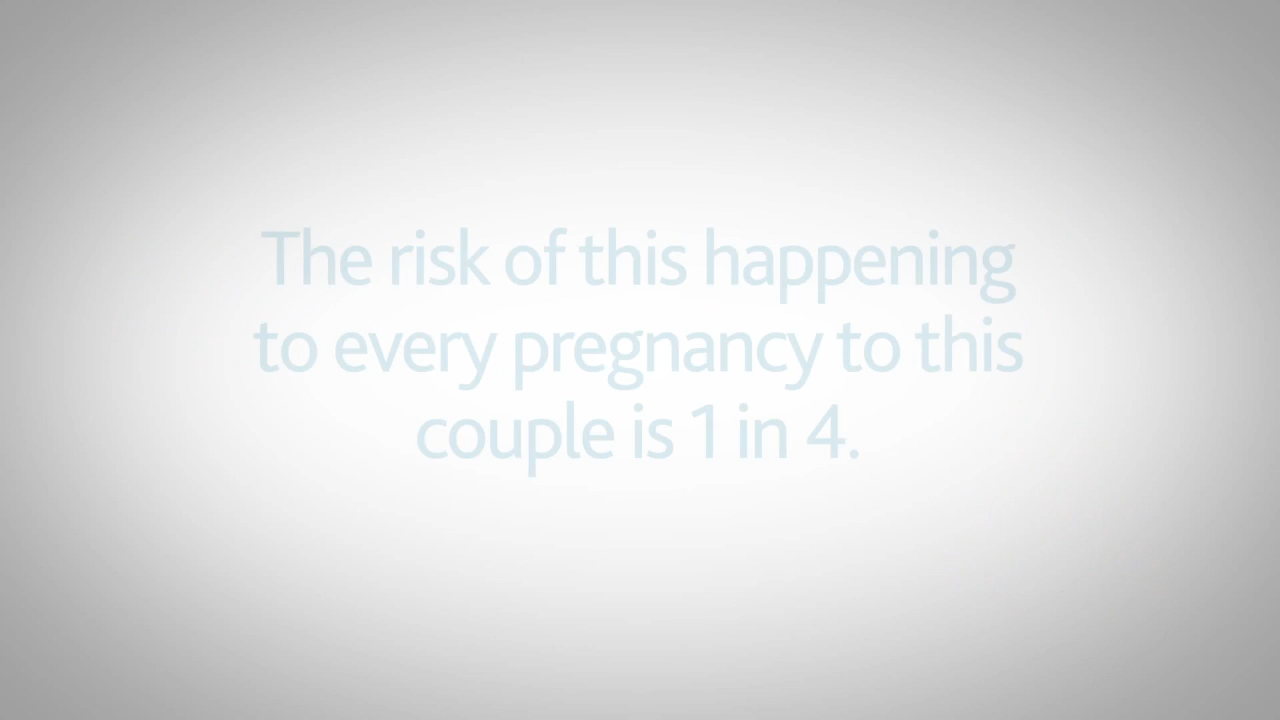 The risk of this happening
to every pregnancy to this
couple is 1 in 4.